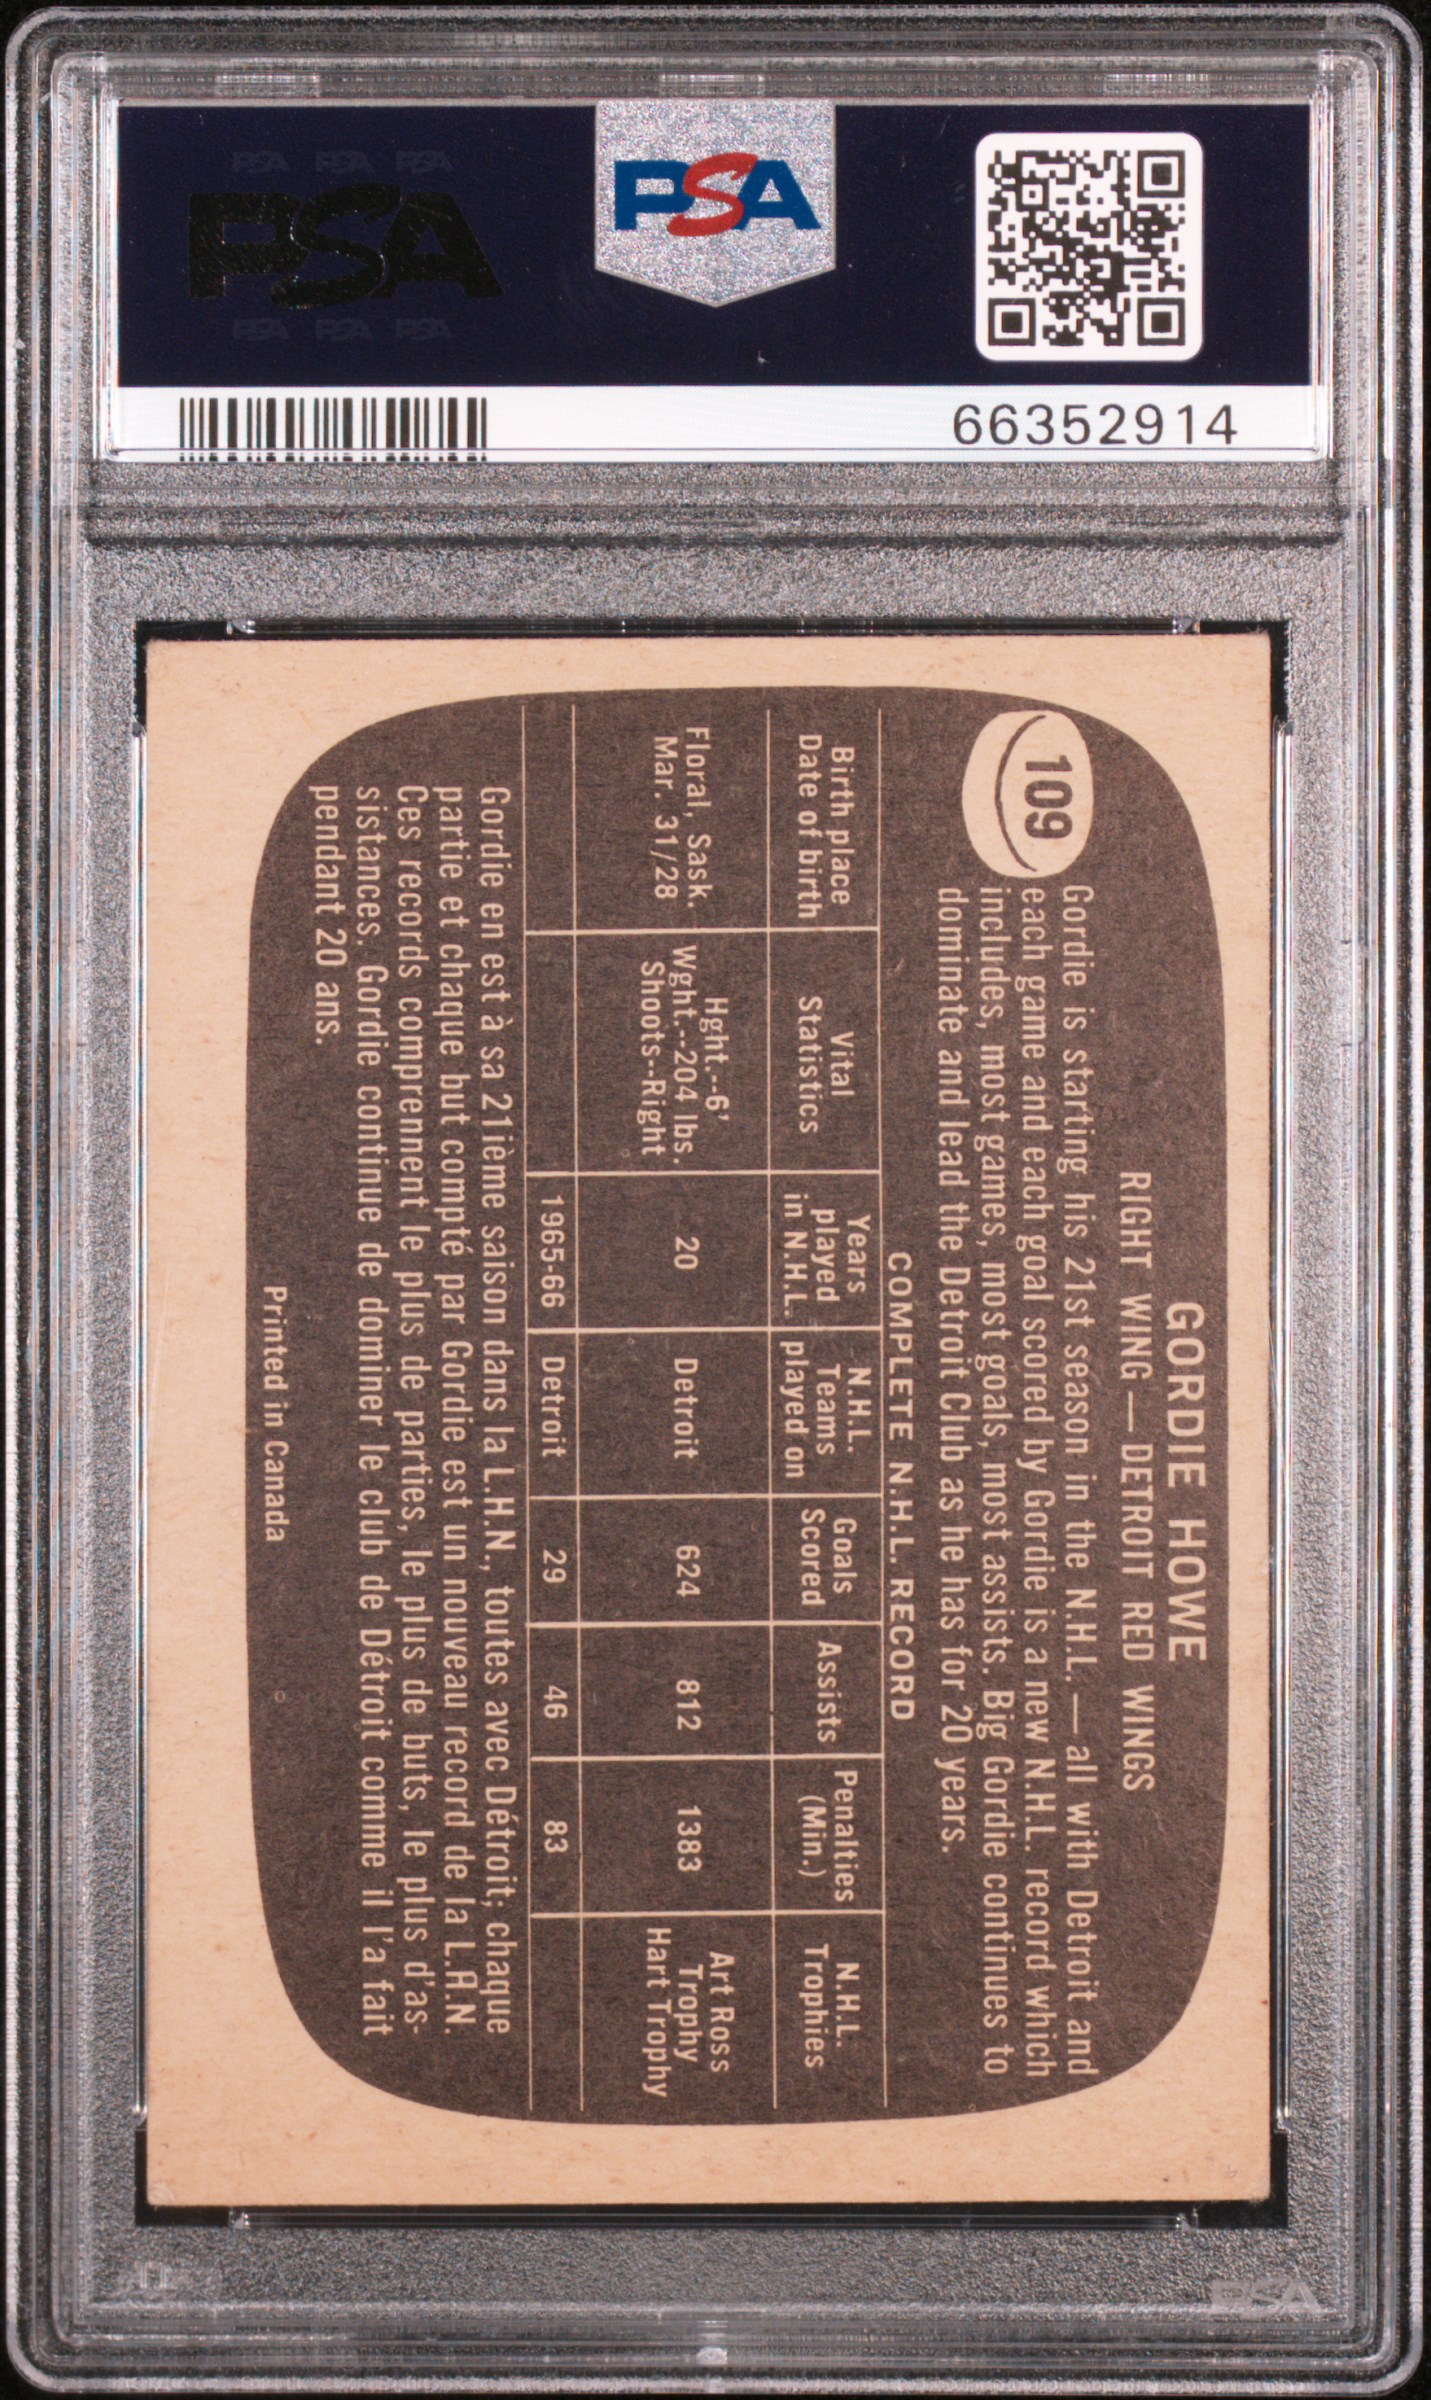 PSA PSA PSA
PSA
PSA PSA PSA
PSA
66352914
109
GORDIE HOWE
RIGHT WING — DETROIT RED WINGS
Gordie is starting his 21st season in the N.H.L. — all with Detroit and
each game and each goal scored by Gordie is a new N.H.L. record which
includes, most games, most goals, most assists. Big Gordie continues to
dominate and lead the Detroit Club as he has for 20 years.
COMPLETE N.H.L. RECORD
Birth place
Date of birth
Vital
Statistics
Years
played
in N.H.L.
N.H.L.
Teams
played on
Goals
Scored
Assists
Penalties
(Min.)
N.H.L.
Trophies
Floral, Sask.
Mar. 31/28
Hght.--6'
Wght.--204 lbs.
Shoots--Right
20
Detroit
624
812
1383
Art Ross
Trophy
Hart Trophy
1965-66
Detroit
29
46
83
Gordie en est à sa 21ième saison dans la L.H.N., toutes avec Détroit; chaque
partie et chaque but compté par Gordie est un nouveau record de la L.H.N.
Ces records comprennent le plus de parties, le plus de buts, le plus d'as-
sistances. Gordie continue de dominer le club de Détroit comme il l'a fait
pendant 20 ans.
Printed in Canada
PSA